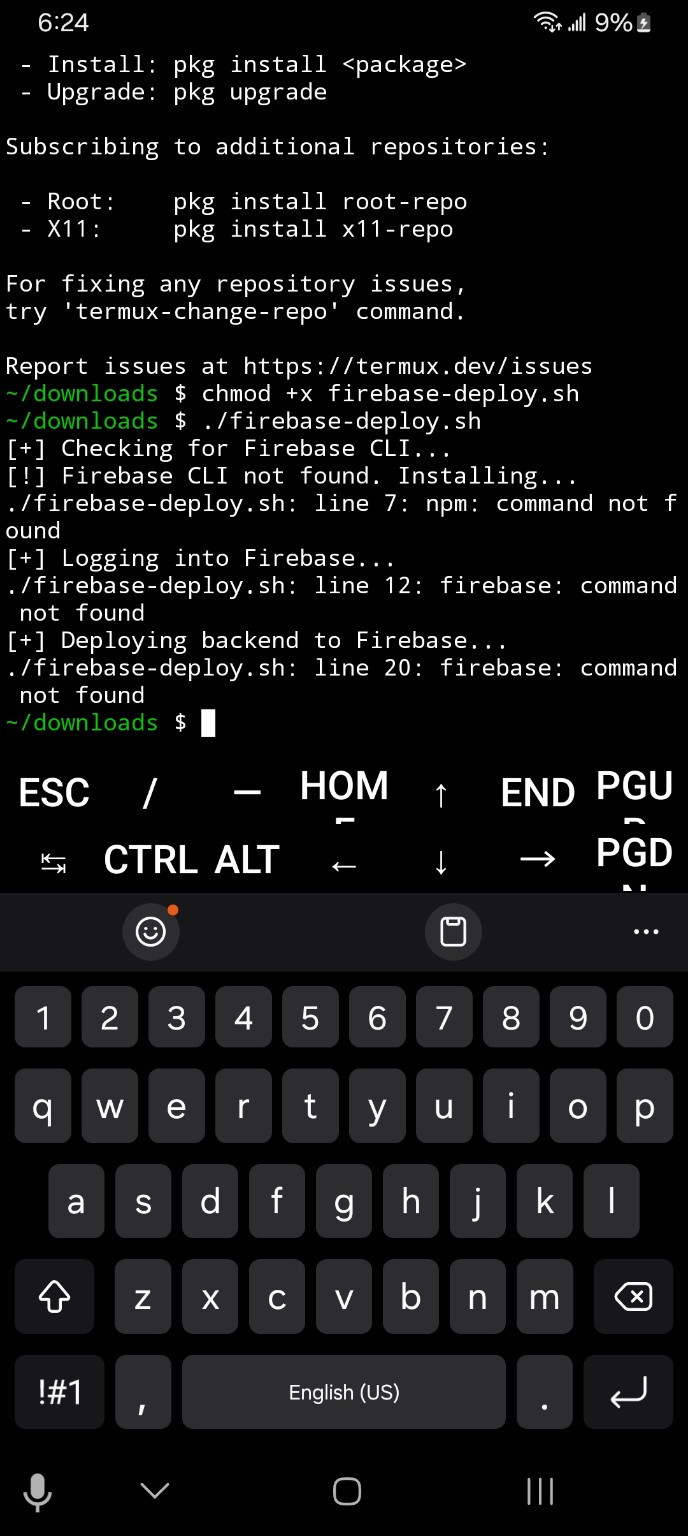 6:24 9%
- Install: pkg install <package>
- Upgrade: pkg upgrade
Subscribing to additional repositories:
- Root:    pkg install root-repo
- X11:     pkg install x11-repo
For fixing any repository issues,
try 'termux-change-repo' command.
Report issues at https://termux.dev/issues
~/downloads $ chmod +x firebase-deploy.sh
~/downloads $ ./firebase-deploy.sh
[+] Checking for Firebase CLI...
[!] Firebase CLI not found. Installing...
./firebase-deploy.sh: line 7: npm: command not f
ound
[+] Logging into Firebase...
./firebase-deploy.sh: line 12: firebase: command
not found
[+] Deploying backend to Firebase...
./firebase-deploy.sh: line 20: firebase: command
not found
~/downloads $
ESC / — HOM ↑ END PGU
E P
↹ CTRL ALT ← ↓ → PGD
N
1 2 3 4 5 6 7 8 9 0
q w e r t y u i o p
a s d f g h j k l
z x c v b n m
!#1 , English (US) .